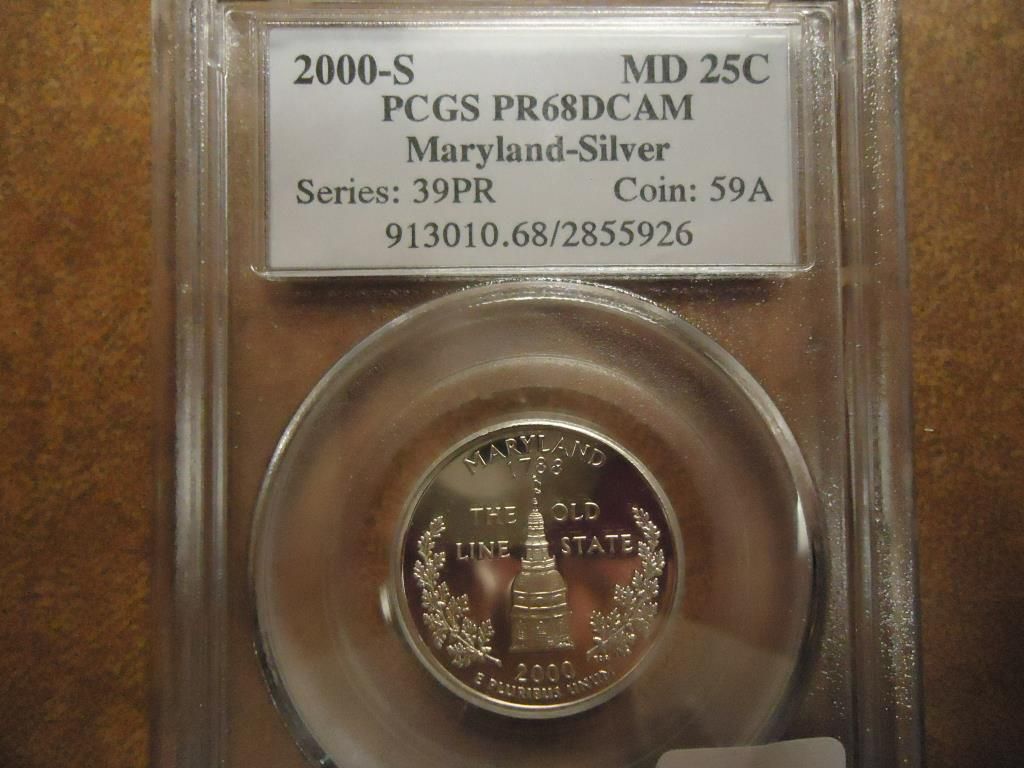 2000-S MD 25C
PCGS PR68DCAM
Maryland-Silver
Series: 39PR Coin: 59A
913010.68/2855926
MARYLAND
1788
THE OLD
LINE STATE
2000
E PLURIBUS UNUM